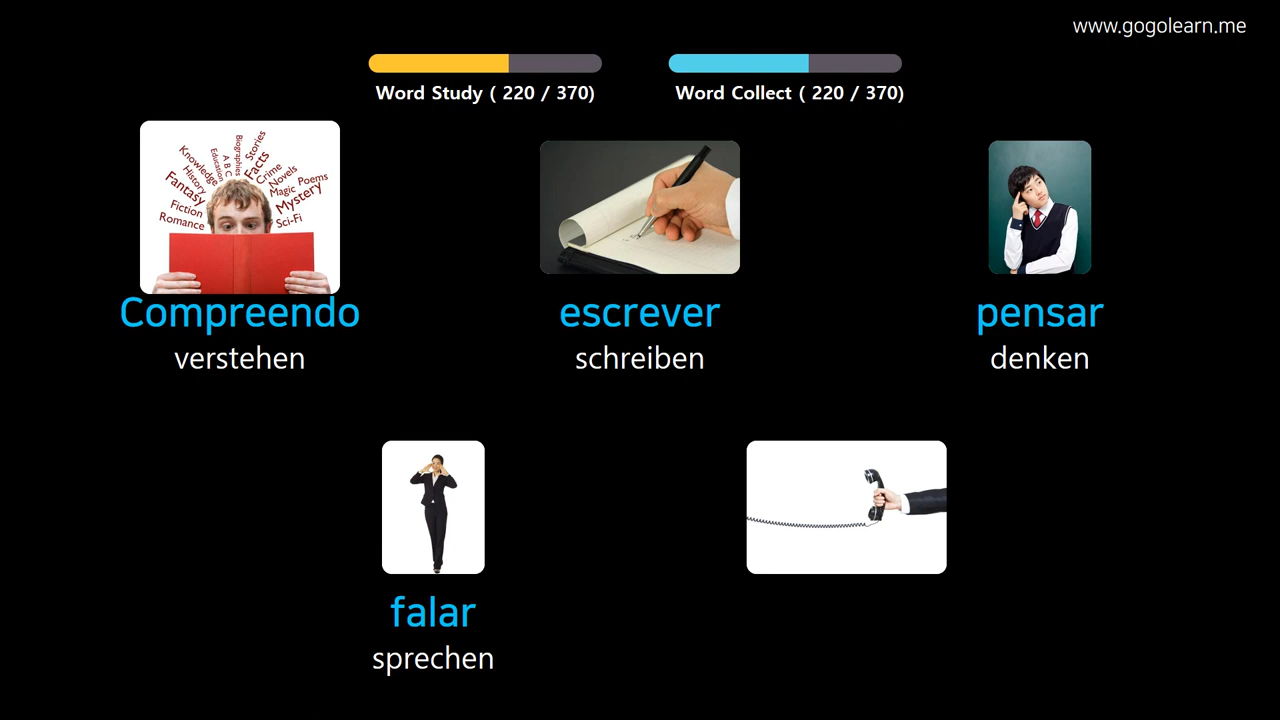 www.gogolearn.me
Word Study ( 220 / 370)
Word Collect ( 220 / 370)
Stories
Biographies
Facts
A B C
Education
Crime
Knowledge
Novels
History
Poems
Magic
Fantasy
Mystery
Fiction
Sci-Fi
Romance
Compreendo
escrever
pensar
verstehen
schreiben
denken
falar
sprechen